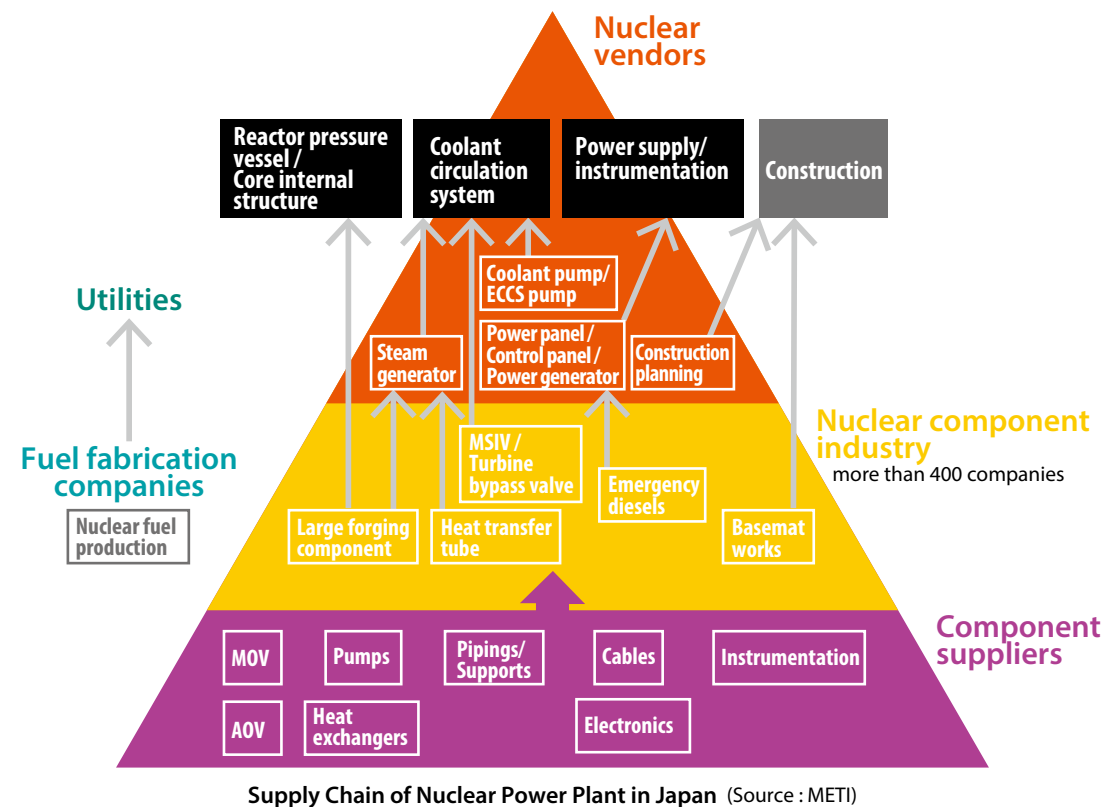 Nuclear
vendors
Reactor pressure
vessel /
Core internal
structure
Coolant
circulation
system
Power supply/
instrumentation
Construction
Coolant pump/
ECCS pump
Utilities
Steam
generator
Power panel /
Control panel /
Power generator
Construction
planning
Nuclear component
industry
more than 400 companies
Fuel fabrication
companies
Nuclear fuel
production
MSIV /
Turbine
bypass valve
Emergency
diesels
Large forging
component
Heat transfer
tube
Basemat
works
Component
suppliers
MOV
Pumps
Pipings/
Supports
Cables
Instrumentation
AOV
Heat
exchangers
Electronics
Supply Chain of Nuclear Power Plant in Japan (Source : METI)